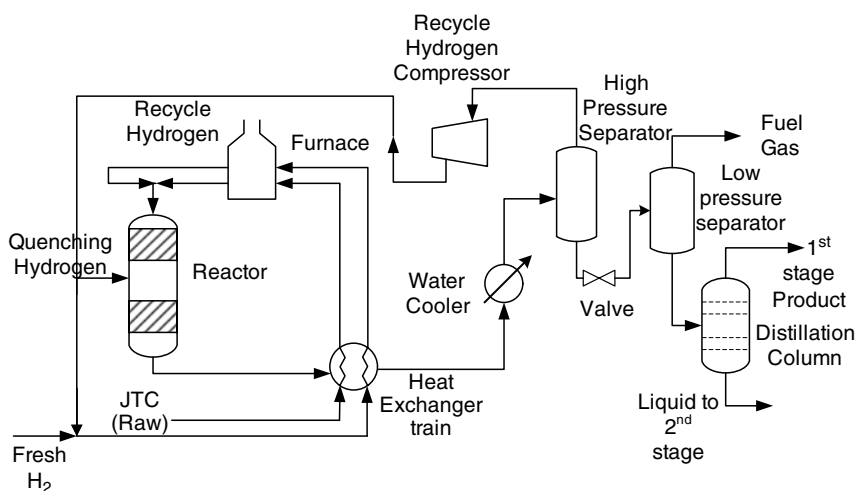 Recycle
Hydrogen
Compressor
High
Pressure
Separator
Fuel
Gas
Recycle
Hydrogen
Furnace
Low
pressure
separator
Quenching
Hydrogen
Reactor
Water
Cooler
Valve
1st
stage
Product
Distillation
Column
JTC
(Raw)
Heat
Exchanger
train
Liquid to
2nd
stage
Fresh
H2